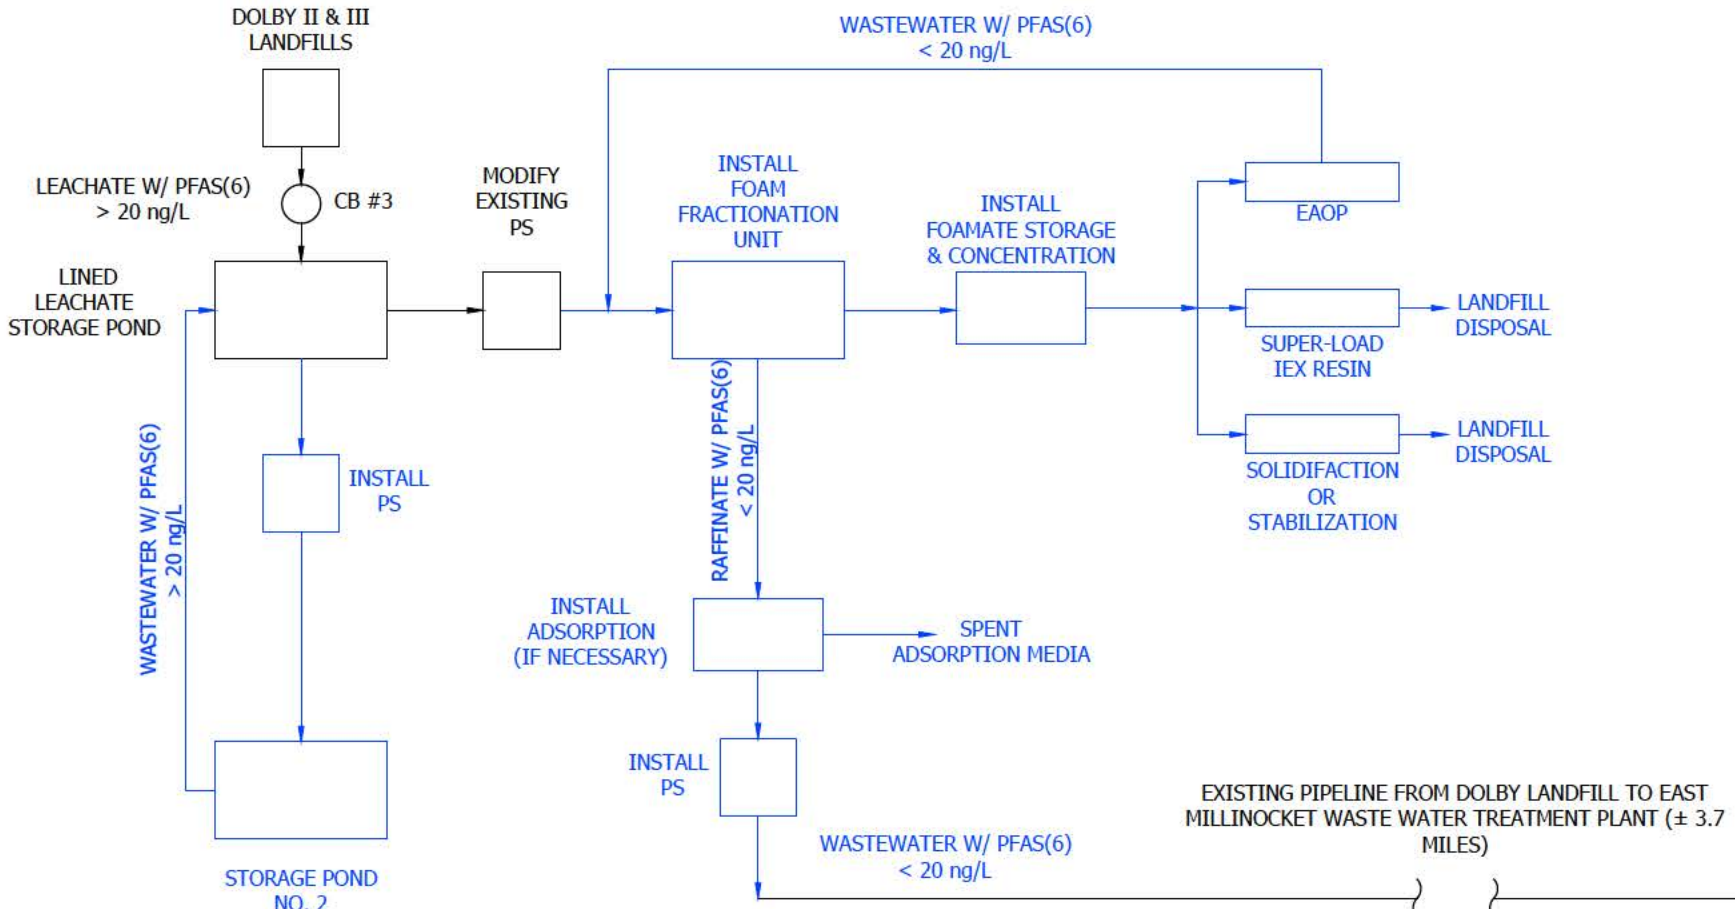 DOLBY II & III
LANDFILLS
WASTEWATER W/ PFAS(6)
< 20 ng/L
LEACHATE W/ PFAS(6)
> 20 ng/L
CB #3
MODIFY
EXISTING
PS
INSTALL
FOAM
FRACTIONATION
UNIT
INSTALL
FOAMATE STORAGE
& CONCENTRATION
EAOP
LINED
LEACHATE
STORAGE POND
SUPER-LOAD
IEX RESIN
LANDFILL
DISPOSAL
SOLIDIFACTION
OR
STABILIZATION
LANDFILL
DISPOSAL
WASTEWATER W/ PFAS(6)
> 20 ng/L
INSTALL
PS
RAFFINATE W/ PFAS(6)
< 20 ng/L
INSTALL
ADSORPTION
(IF NECESSARY)
SPENT
ADSORPTION MEDIA
INSTALL
PS
STORAGE POND
NO. 2
WASTEWATER W/ PFAS(6)
< 20 ng/L
EXISTING PIPELINE FROM DOLBY LANDFILL TO EAST
MILLINOCKET WASTE WATER TREATMENT PLANT (± 3.7
MILES)